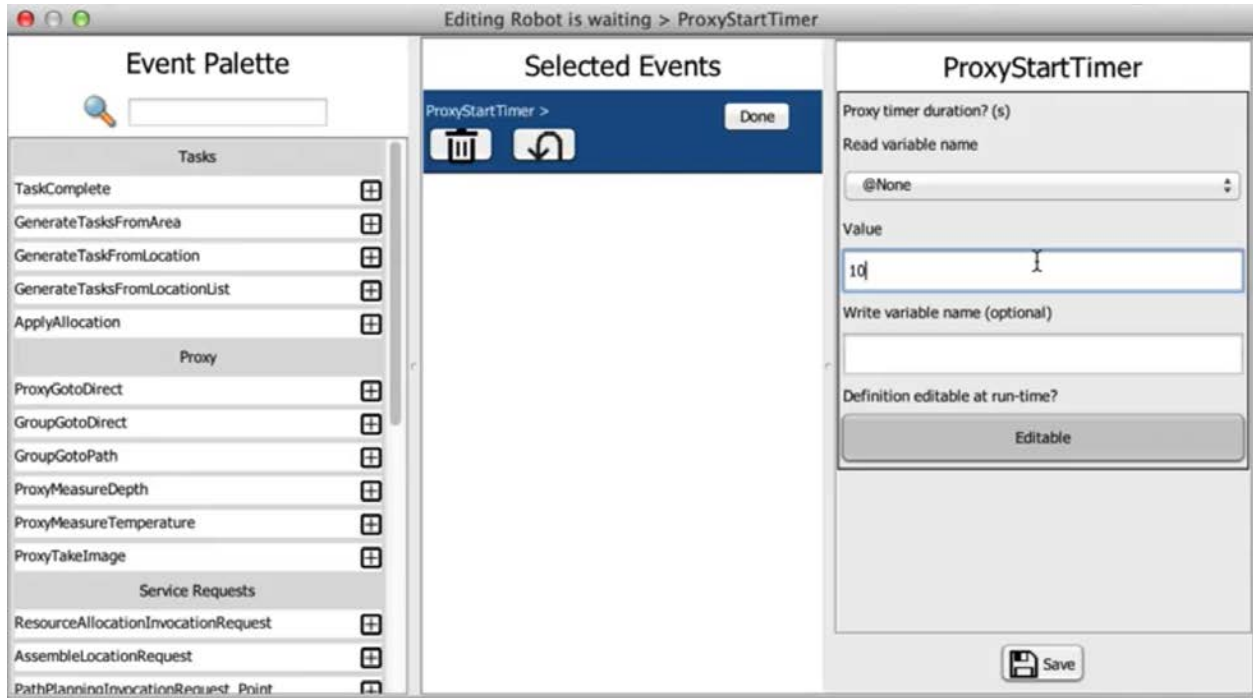 Editing Robot is waiting > ProxyStartTimer
Event Palette
Tasks
TaskComplete
GenerateTasksFromArea
GenerateTaskFromLocation
GenerateTasksFromLocationList
ApplyAllocation
Proxy
ProxyGotoDirect
GroupGotoDirect
GroupGotoPath
ProxyMeasureDepth
ProxyMeasureTemperature
ProxyTakeImage
Service Requests
ResourceAllocationInvocationRequest
AssembleLocationRequest
PathPlanningInvocationRequest_Point
Selected Events
ProxyStartTimer >
Done
ProxyStartTimer
Proxy timer duration? (s)
Read variable name
@None
Value
10
Write variable name (optional)
Definition editable at run-time?
Editable
Save